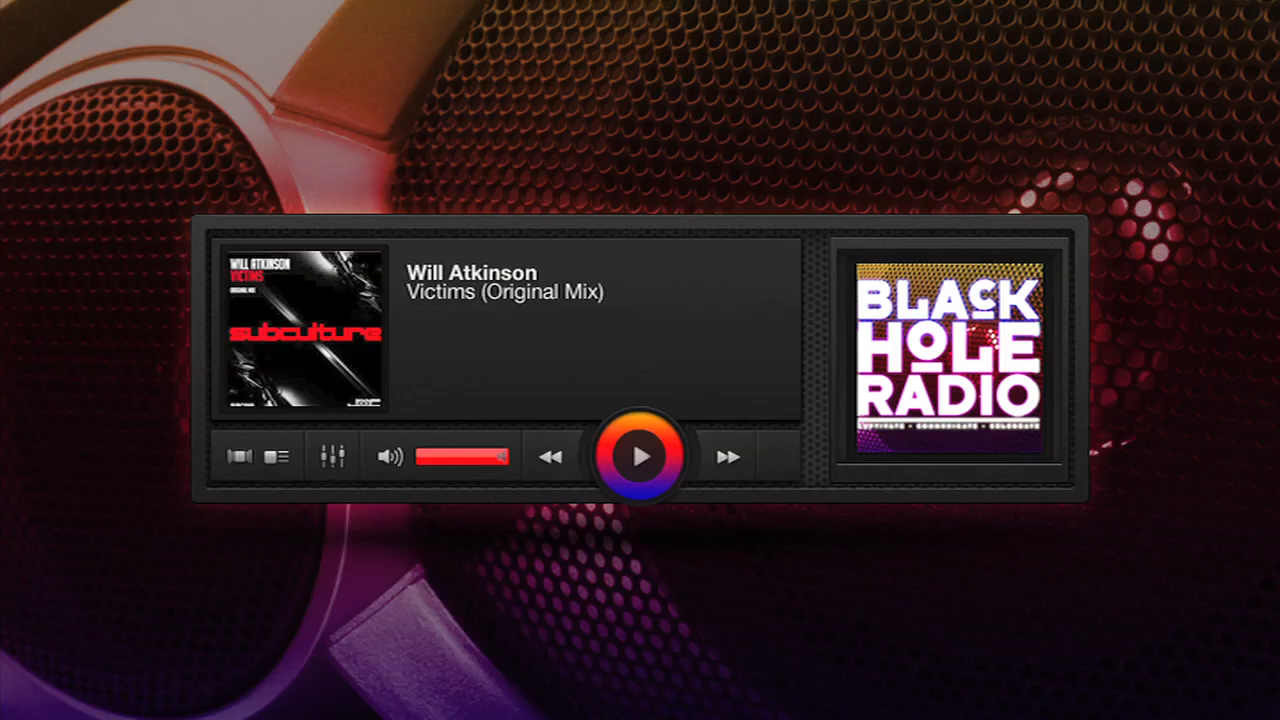 WILL ATKINSON
VICTIMS
ORIGINAL MIX
subculture
Will Atkinson
Victims (Original Mix)
BLACK
HOLE
RADIO